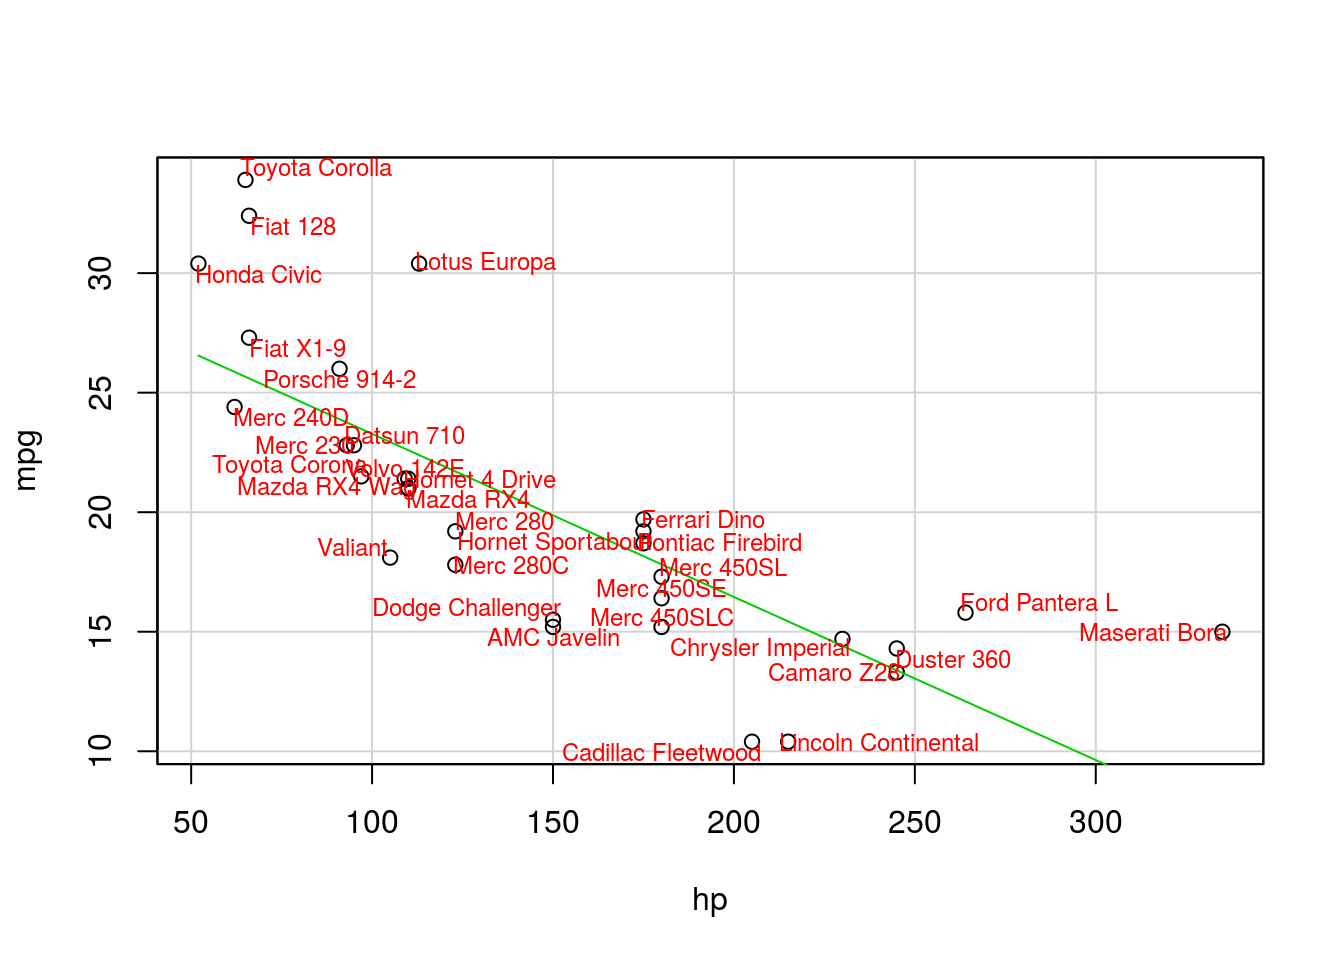 Toyota Corolla
Fiat 128
Lotus Europa
Honda Civic
Fiat X1-9
Porsche 914-2
Merc 240D
Datsun 710
Merc 230
Toyota Corona
Volvo 142E
Hornet 4 Drive
Mazda RX4 Wag
Mazda RX4
Merc 280
Ferrari Dino
Hornet Sportabout
Pontiac Firebird
Valiant
Merc 280C
Merc 450SL
Merc 450SE
Dodge Challenger
Ford Pantera L
Merc 450SLC
AMC Javelin
Maserati Bora
Chrysler Imperial
Duster 360
Camaro Z28
Lincoln Continental
Cadillac Fleetwood
30
25
20
15
10
mpg
50 100 150 200 250 300
hp